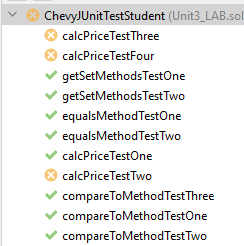 ChevyJUnitTestStudent (Unit3_LAB.sol
calcPriceTestThree
calcPriceTestFour
getSetMethodsTestOne
getSetMethodsTestTwo
equalsMethodTestOne
equalsMethodTestTwo
calcPriceTestOne
calcPriceTestTwo
compareToMethodTestThree
compareToMethodTestOne
compareToMethodTestTwo